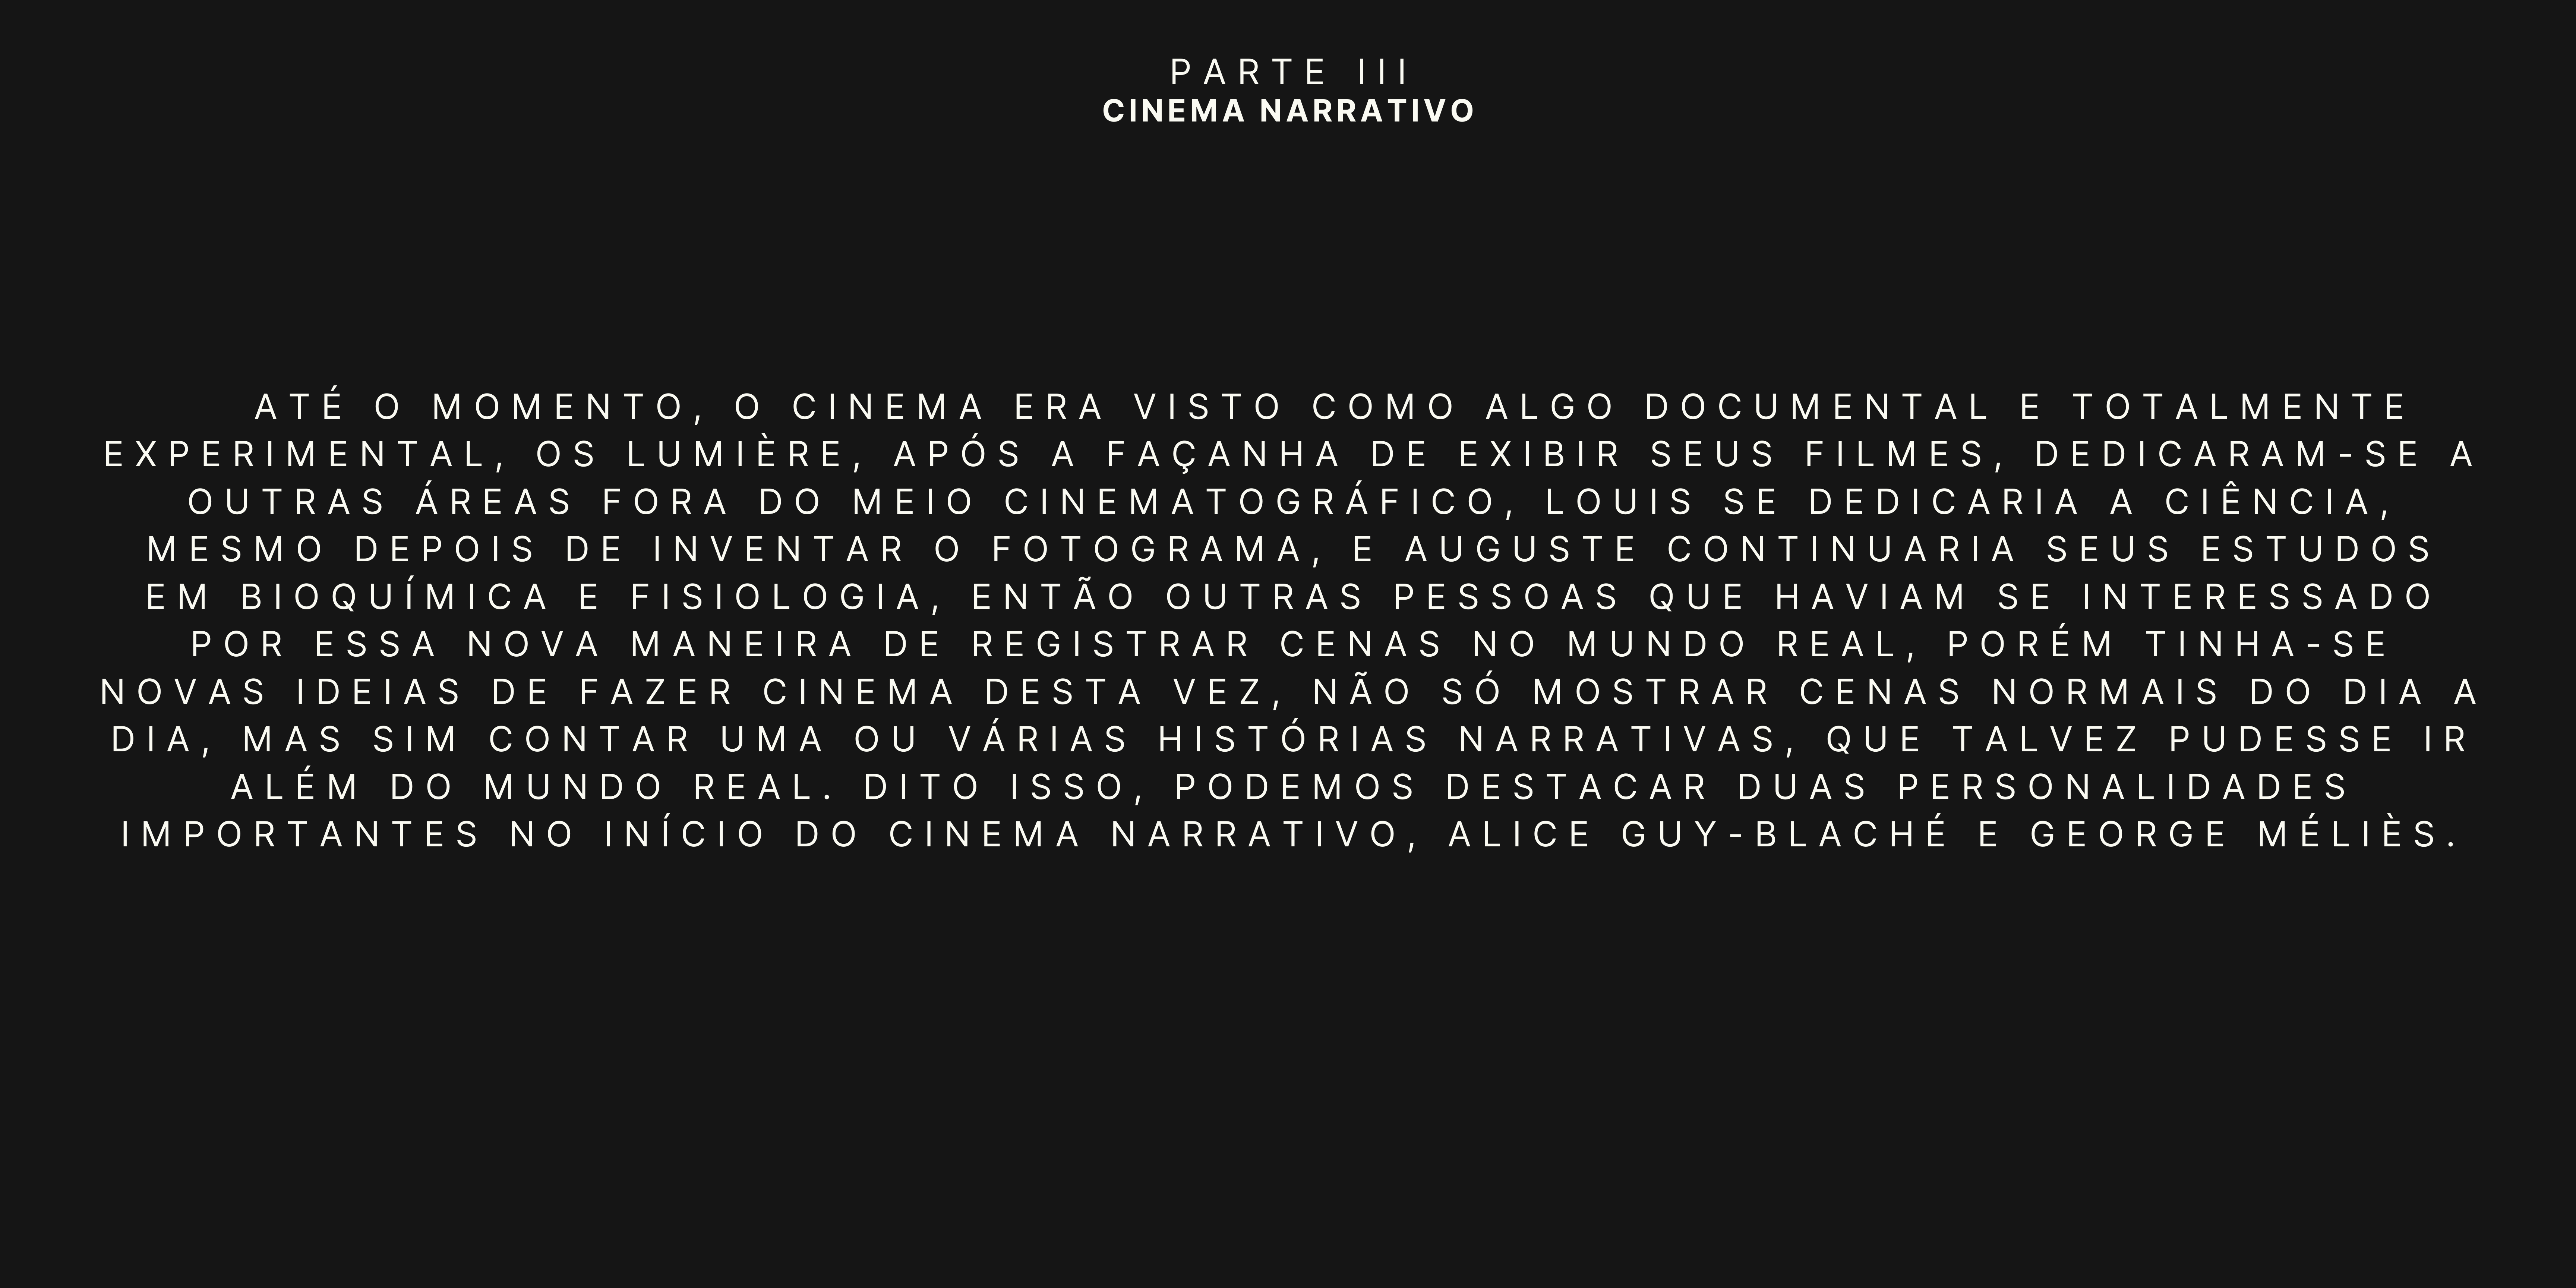 PARTE III
CINEMA NARRATIVO
ATÉ O MOMENTO, O CINEMA ERA VISTO COMO ALGO DOCUMENTAL E TOTALMENTE
EXPERIMENTAL, OS LUMIÈRE, APÓS A FAÇANHA DE EXIBIR SEUS FILMES, DEDICARAM-SE A
OUTRAS ÁREAS FORA DO MEIO CINEMATOGRÁFICO, LOUIS SE DEDICARIA A CIÊNCIA,
MESMO DEPOIS DE INVENTAR O FOTOGRAMA, E AUGUSTE CONTINUARIA SEUS ESTUDOS
EM BIOQUÍMICA E FISIOLOGIA, ENTÃO OUTRAS PESSOAS QUE HAVIAM SE INTERESSADO
POR ESSA NOVA MANEIRA DE REGISTRAR CENAS NO MUNDO REAL, PORÉM TINHA-SE
NOVAS IDEIAS DE FAZER CINEMA DESTA VEZ, NÃO SÓ MOSTRAR CENAS NORMAIS DO DIA A
DIA, MAS SIM CONTAR UMA OU VÁRIAS HISTÓRIAS NARRATIVAS, QUE TALVEZ PUDESSE IR
ALÉM DO MUNDO REAL. DITO ISSO, PODEMOS DESTACAR DUAS PERSONALIDADES
IMPORTANTES NO INÍCIO DO CINEMA NARRATIVO, ALICE GUY-BLACHÉ E GEORGE MÉLIÈS.